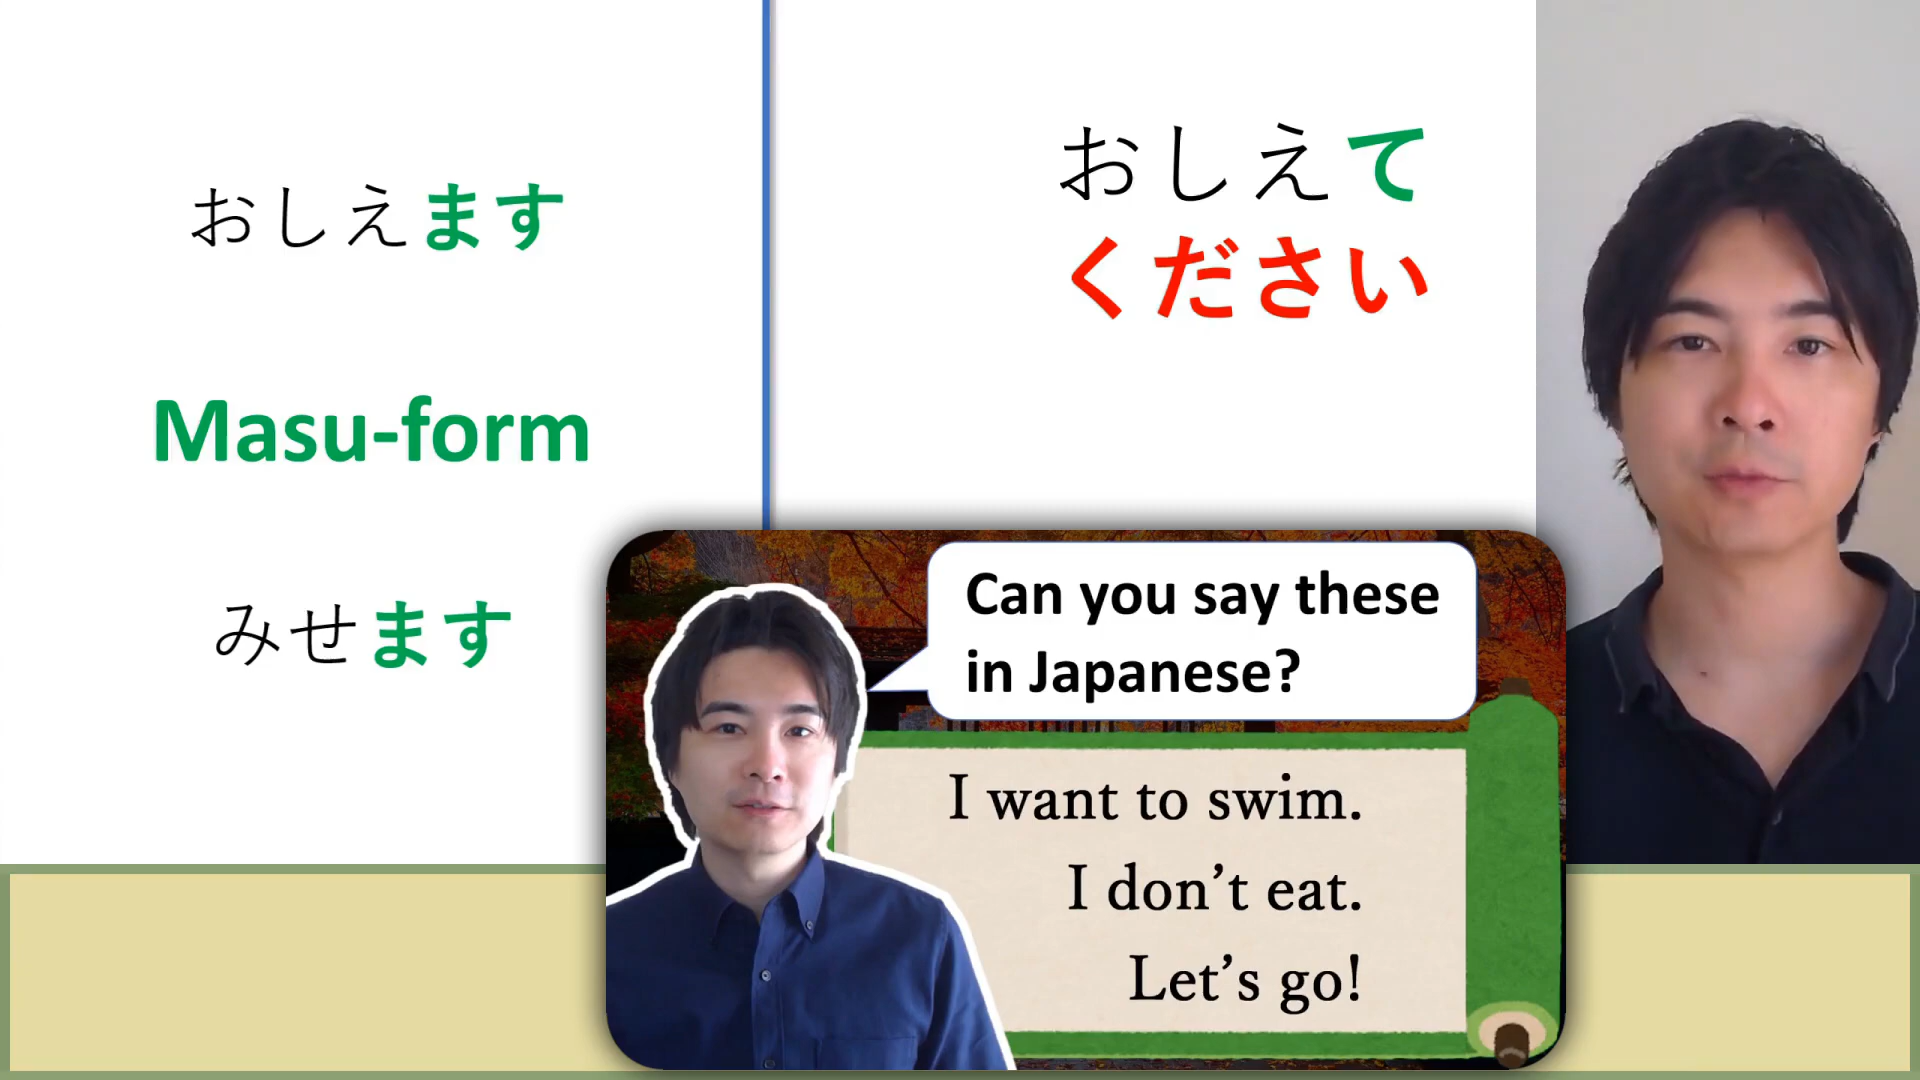 おしえます
Masu-form
みせます
おしえて
ください
Can you say these
in Japanese?
I want to swim.
I don’t eat.
Let’s go!